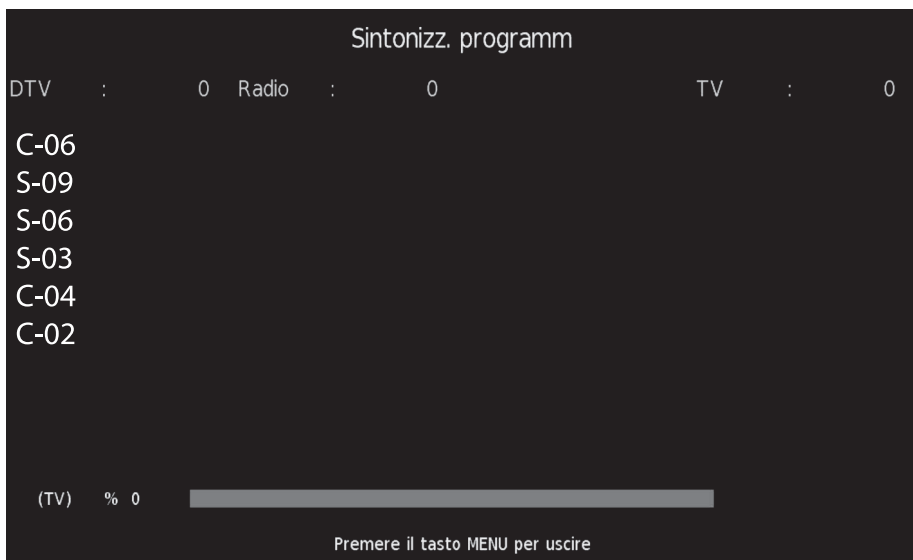 Sintonizz. programm
DTV : 0 Radio : 0 TV : 0
C-06
S-09
S-06
S-03
C-04
C-02
(TV) % 0
Premere il tasto MENU per uscire